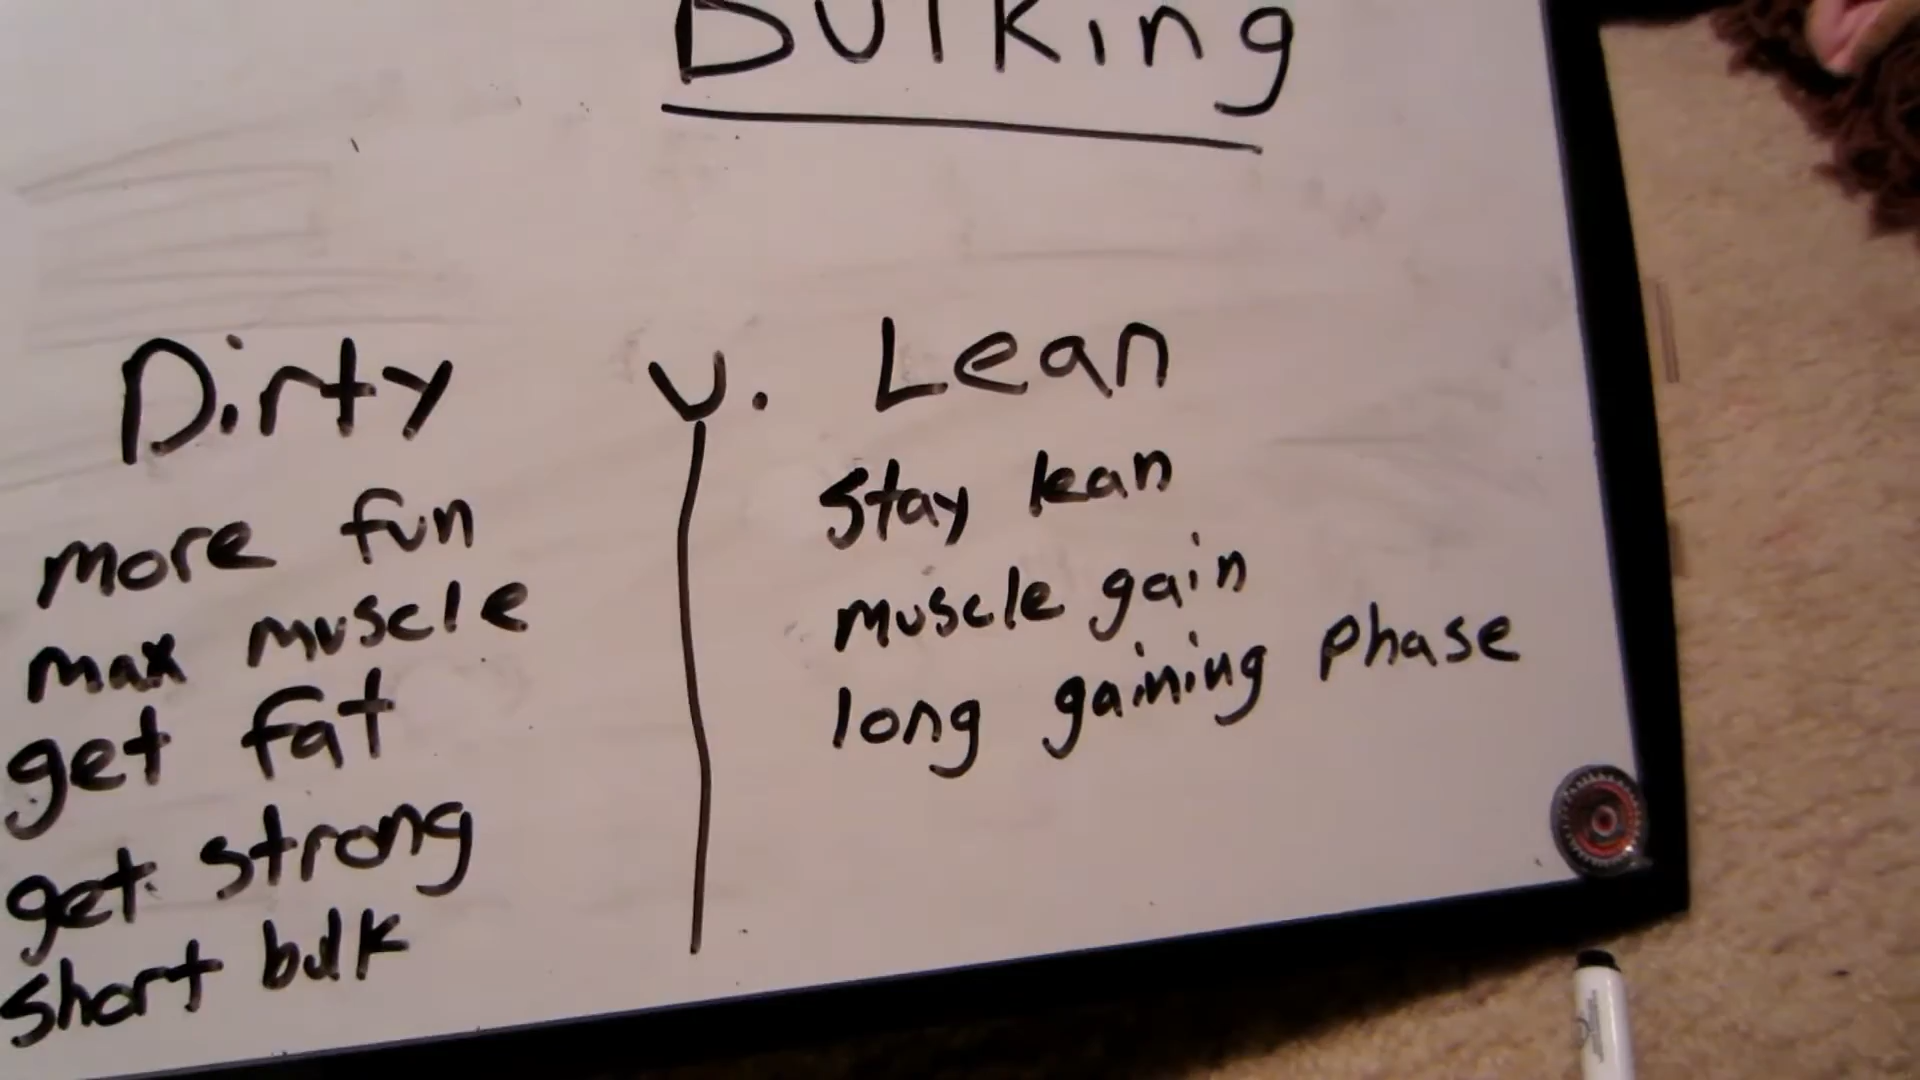 Bulking
Dirty v. Lean
more fun
max muscle
get fat
get strong
short bulk
Stay lean
muscle gain
long gaining phase